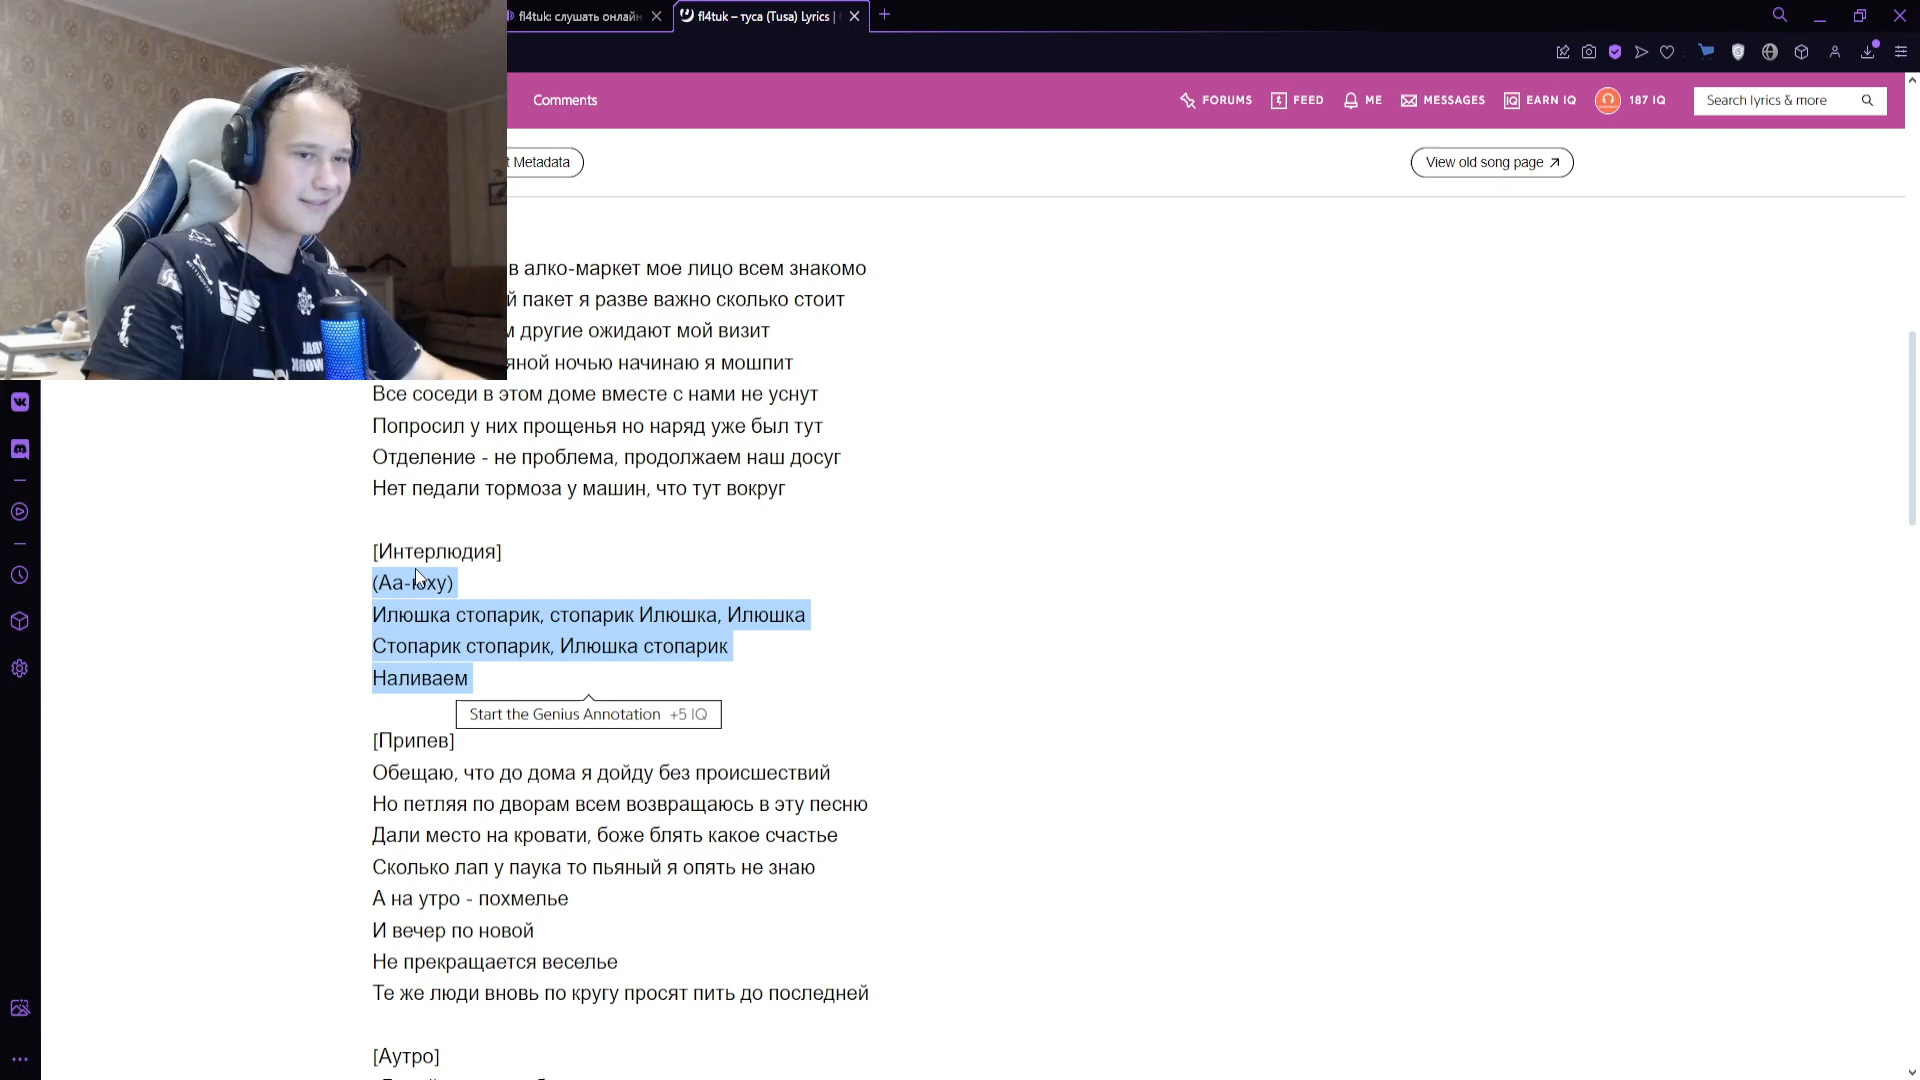 fl4tuk: слушать онлайн
fl4tuk – туса (Tusa) Lyrics |
Comments
FORUMS
FEED
ME
MESSAGES
EARN IQ
187 IQ
Search lyrics & more
Metadata
View old song page
в алко-маркет мое лицо всем знакомо
й пакет я разве важно сколько стоит
м другие ожидают мой визит
яной ночью начинаю я мошпит
Все соседи в этом доме вместе с нами не уснут
Попросил у них прощенья но наряд уже был тут
Отделение - не проблема, продолжаем наш досуг
Нет педали тормоза у машин, что тут вокруг
[Интерлюдия]
(Аа-юху)
Илюшка стопарик, стопарик Илюшка, Илюшка
Стопарик стопарик, Илюшка стопарик
Наливаем
Start the Genius Annotation +5 IQ
[Припев]
Обещаю, что до дома я дойду без происшествий
Но петляя по дворам всем возвращаюсь в эту песню
Дали место на кровати, боже блять какое счастье
Сколько лап у паука то пьяный я опять не знаю
А на утро - похмелье
И вечер по новой
Не прекращается веселье
Те же люди вновь по кругу просят пить до последней
[Аутро]